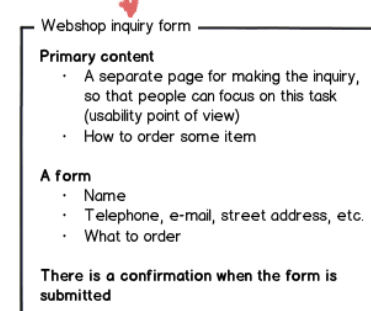 Webshop inquiry form
Primary content
· A separate page for making the inquiry,
so that people can focus on this task
(usability point of view)
· How to order some item
A form
· Name
· Telephone, e-mail, street address, etc.
· What to order
There is a confirmation when the form is
submitted